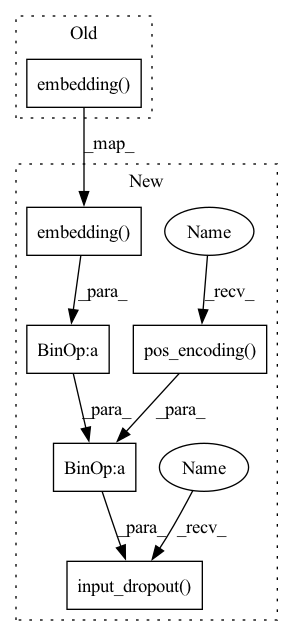 Old
embedding()
_map_
New
embedding()
Name
_para_
_recv_
BinOp:a
pos_encoding()
_para_
_para_
BinOp:a
Name
_para_
_recv_
input_dropout()